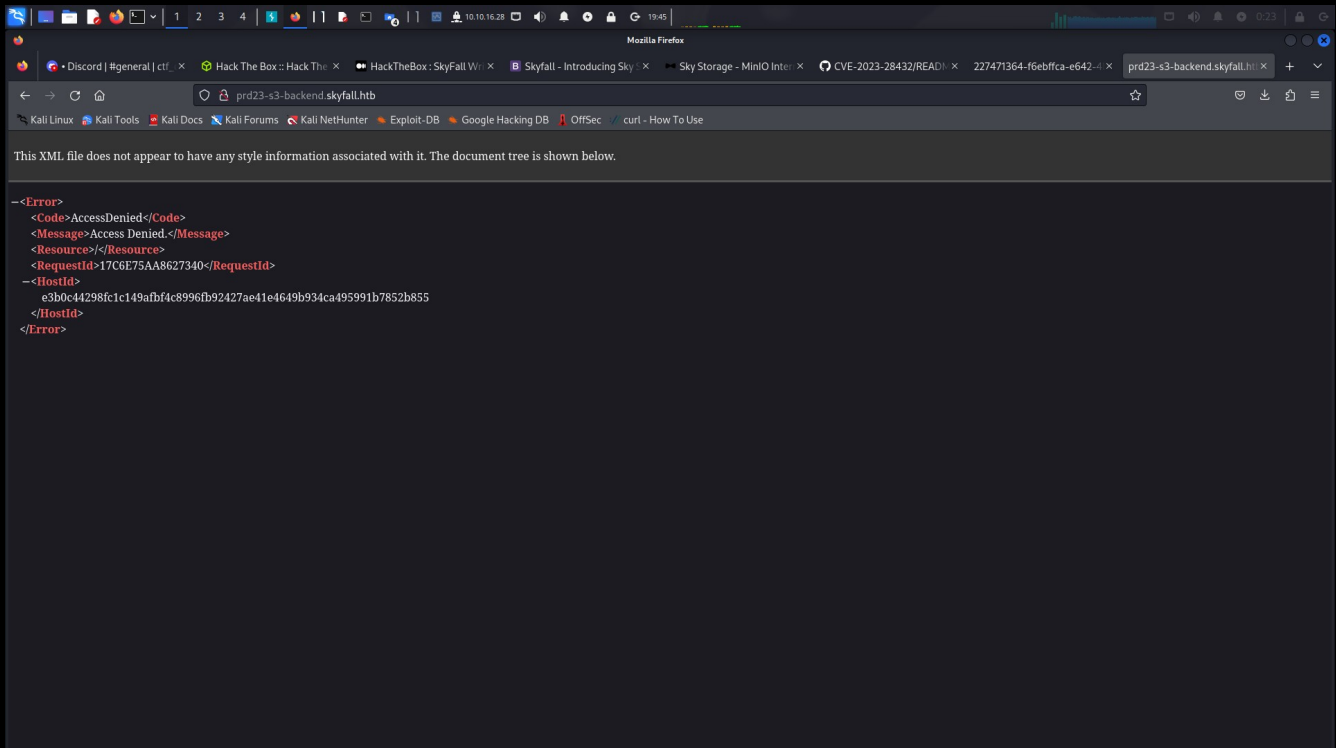 1 2 3 4 10.10.16.28 19:45 0:23
Mozilla Firefox
• Discord | #general | ctf_ Hack The Box :: Hack The HackTheBox : SkyFall Wri Skyfall - Introducing Sky S Sky Storage - MinIO Inter CVE-2023-28432/READM 227471364-f6ebffca-e642-4 prd23-s3-backend.skyfall.ht
prd23-s3-backend.skyfall.htb
Kali Linux Kali Tools Kali Docs Kali Forums Kali NetHunter Exploit-DB Google Hacking DB OffSec curl - How To Use
This XML file does not appear to have any style information associated with it. The document tree is shown below.
—<Error>
<Code>AccessDenied</Code>
<Message>Access Denied.</Message>
<Resource>/</Resource>
<RequestId>17C6E75AA8627340</RequestId>
—<HostId>
e3b0c44298fc1c149afbf4c8996fb92427ae41e4649b934ca495991b7852b855
</HostId>
</Error>